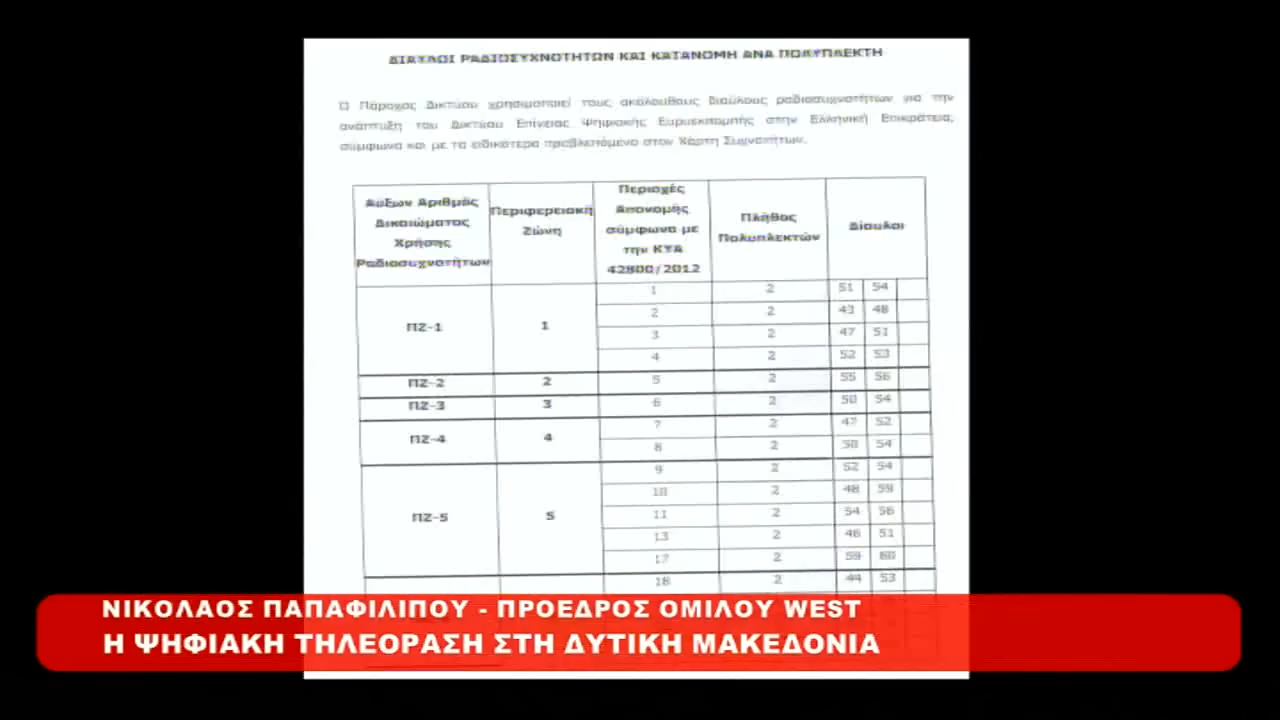 ΔΙΑΥΛΟΙ ΡΑΔΙΟΣΥΧΝΟΤΗΤΩΝ ΚΑΙ ΚΑΤΑΝΟΜΗ ΑΝΑ ΠΟΛΥΠΛΕΚΤΗ
Ο Πάροχος Δικτύου χρησιμοποιεί τους ακόλουθους διαύλους ραδιοσυχνοτήτων για την
ανάπτυξη του Δικτύου Επίγειας Ψηφιακής Ευρυεκπομπής στην Ελληνική Επικράτεια,
σύμφωνα και με τα ειδικότερα προβλεπόμενα στον Χάρτη Συχνοτήτων.
Αυξων Αριθμός
Δικαιώματος
Χρήσης
Ραδιοσυχνοτήτων
Περιφερειακή
Ζώνη
Περιοχές
Απονομής
σύμφωνα με
την ΚΥΑ
42800/2012
Πλήθος
Πολυπλεκτών
Δίαυλοι
ΠΖ-1 1 1 2 51 54
2 2 43 48
3 2 47 51
4 2 52 53
ΠΖ-2 2 5 2 55 56
ΠΖ-3 3 6 2 50 54
ΠΖ-4 4 7 2 47 52
8 2 50 54
ΠΖ-5 5 9 2 52 54
10 2 48 59
11 2 54 56
13 2 46 51
17 2 59 60
18 2 44 53
ΝΙΚΟΛΑΟΣ ΠΑΠΑΦΙΛΙΠΟΥ - ΠΡΟΕΔΡΟΣ ΟΜΙΛΟΥ WEST
Η ΨΗΦΙΑΚΗ ΤΗΛΕΟΡΑΣΗ ΣΤΗ ΔΥΤΙΚΗ ΜΑΚΕΔΟΝΙΑ